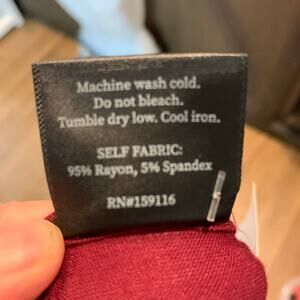 Machine wash cold.
Do not bleach.
Tumble dry low. Cool iron.
SELF FABRIC:
95% Rayon, 5% Spandex
RN#159116